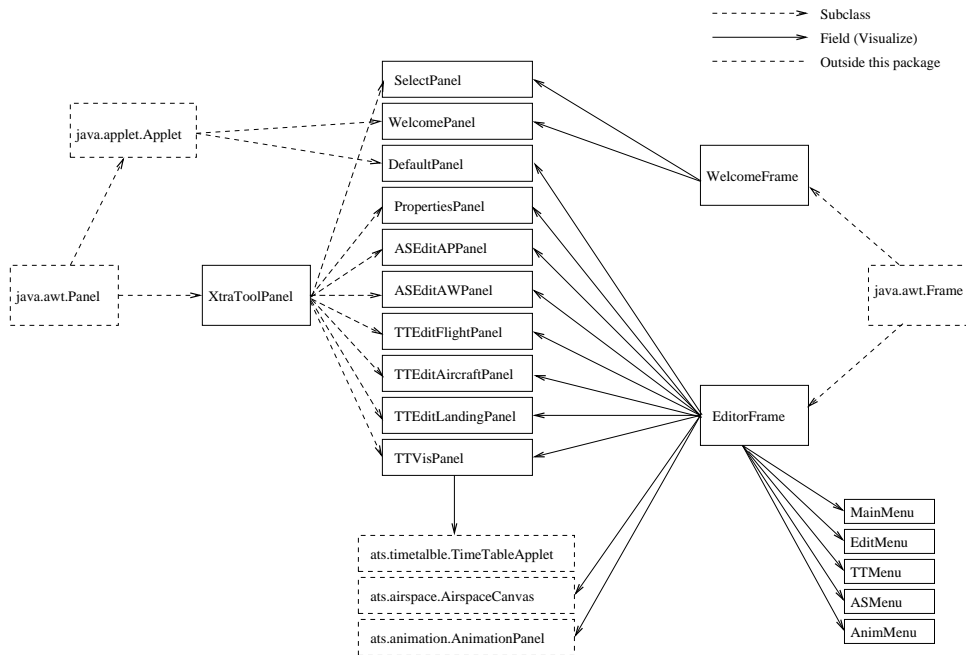 Subclass
Field (Visualize)
Outside this package
SelectPanel
WelcomePanel
DefaultPanel
PropertiesPanel
ASEditAPPanel
ASEditAWPanel
TTEditFlightPanel
TTEditAircraftPanel
TTEditLandingPanel
TTVisPanel
java.applet.Applet
java.awt.Panel
XtraToolPanel
WelcomeFrame
java.awt.Frame
EditorFrame
MainMenu
EditMenu
TTMenu
ASMenu
AnimMenu
ats.timetalble.TimeTableApplet
ats.airspace.AirspaceCanvas
ats.animation.AnimationPanel